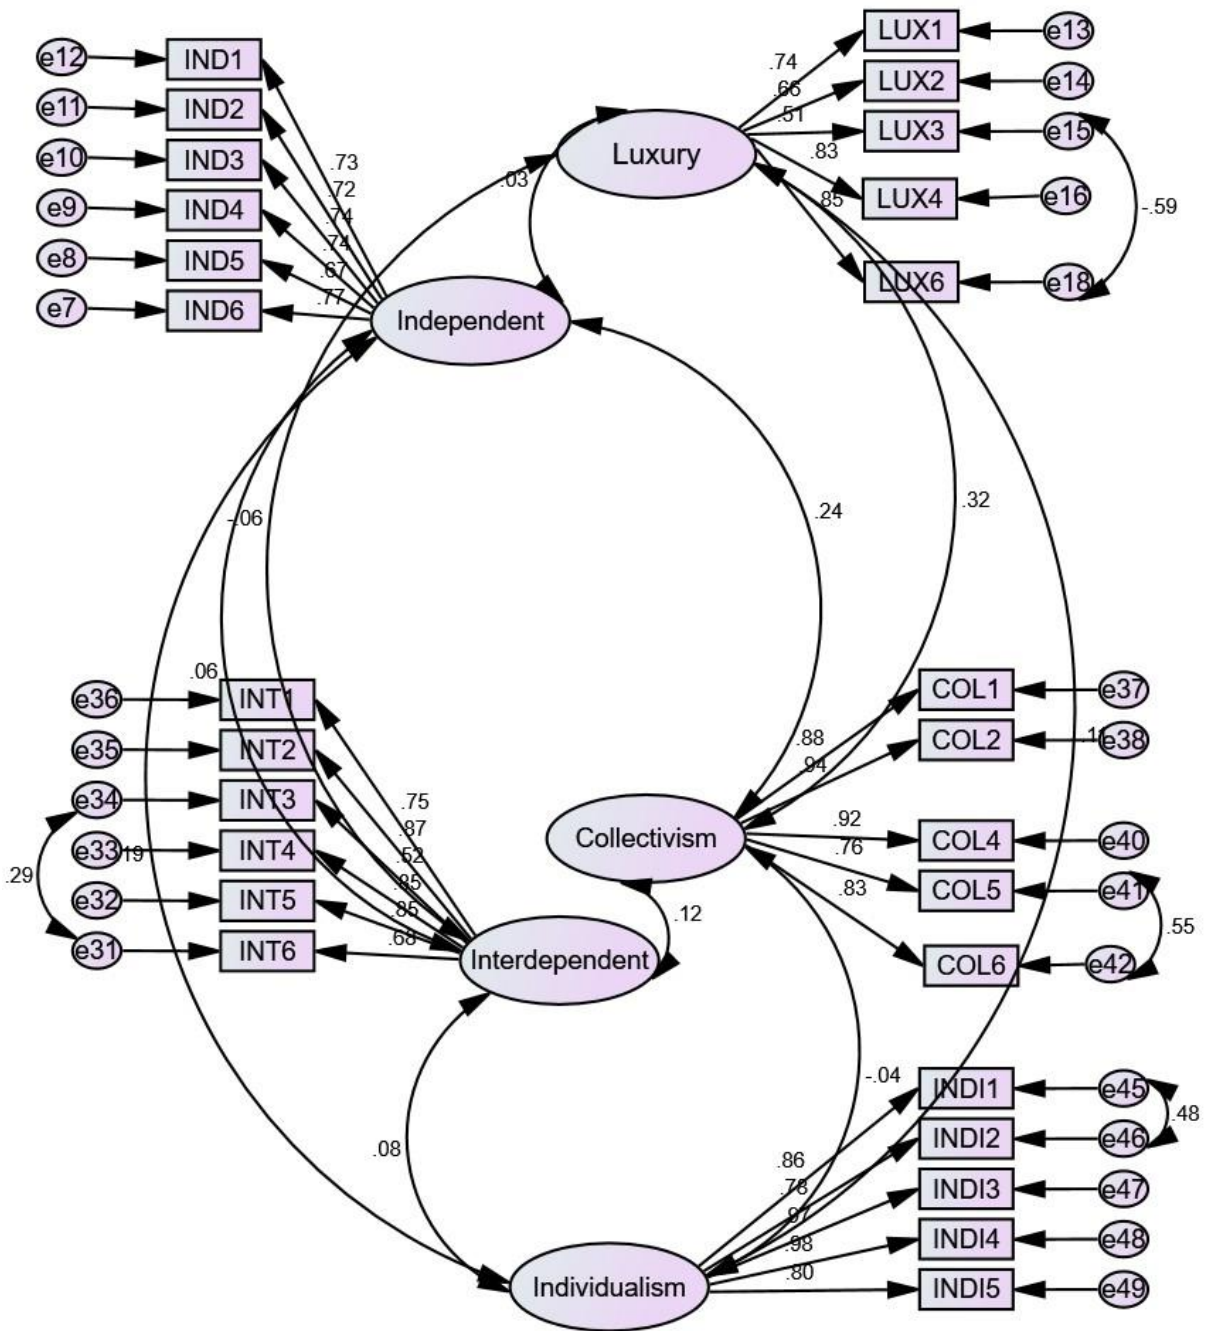 e12 IND1
e11 IND2
e10 IND3
e9 IND4
e8 IND5
e7 IND6
.73
.72
.74
.74
.67
.77
Independent
.03
Luxury
.74
.66
.51
.83
.85
LUX1 e13
LUX2 e14
LUX3 e15
LUX4 e16
LUX6 e18
-.59
-.06
.24
.32
.06
e36 INT1
e35 INT2
e34 INT3
e33 .19 INT4
e32 INT5
e31 INT6
.29
.75
.87
.52
.85
.85
.68
Interdependent
.12
Collectivism
.88
.94
.92
.76
.83
COL1 e37
COL2 e38
COL4 e40
COL5 e41
COL6 e42
.55
-.04
.08
Individualism
.86
.78
.97
.98
.80
INDI1 e45
INDI2 e46
INDI3 e47
INDI4 e48
INDI5 e49
.48